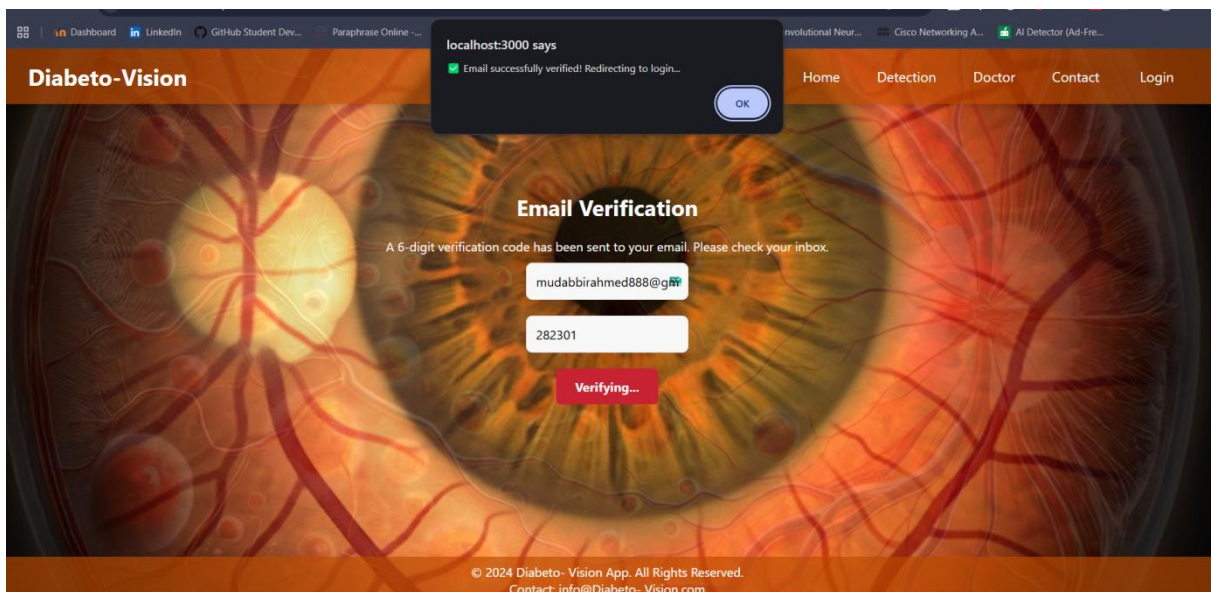 Dashboard LinkedIn GitHub Student Dev... Paraphrase Online -... nvolutional Neur... Cisco Networking A... AI Detector (Ad-Fre...
localhost:3000 says
✅ Email successfully verified! Redirecting to login...
OK
Diabeto-Vision Home Detection Doctor Contact Login
Email Verification
A 6-digit verification code has been sent to your email. Please check your inbox.
mudabbirahmed888@gm
282301
Verifying...
© 2024 Diabeto- Vision App. All Rights Reserved.
Contact: info@Diabeto- Vision.com